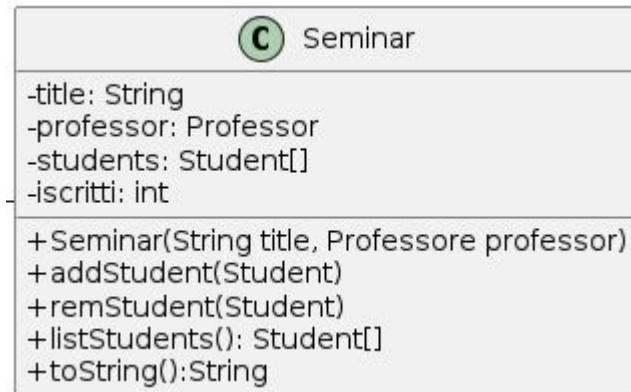 C Seminar
-title: String
-professor: Professor
-students: Student[]
-iscritti: int
+Seminar(String title, Professore professor)
+addStudent(Student)
+remStudent(Student)
+listStudents(): Student[]
+toString():String